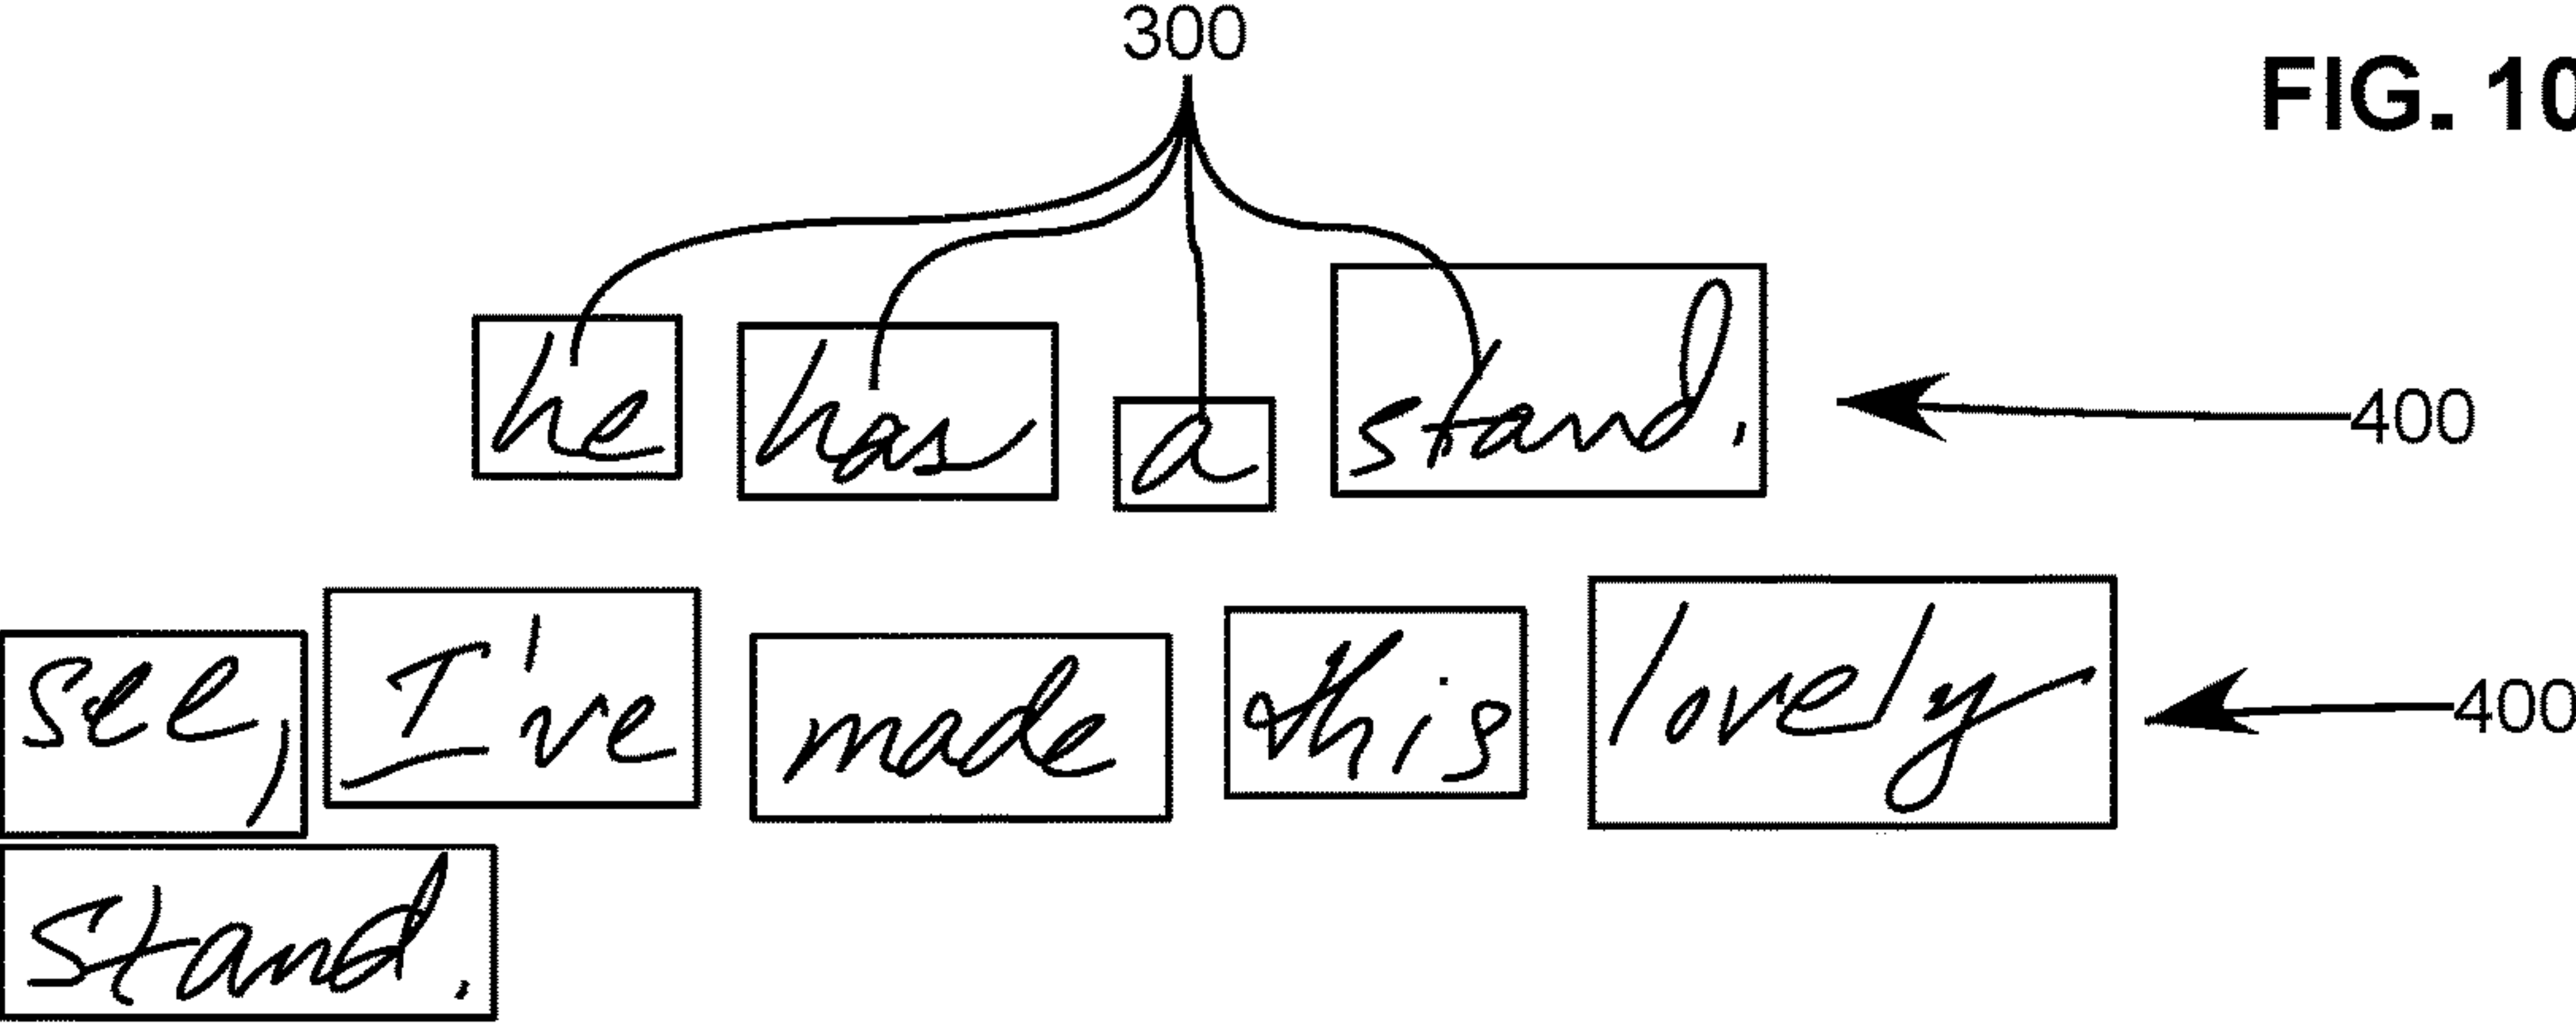 300
FIG. 10
he has a stand.
400
see, I've made this lovely
400
stand.